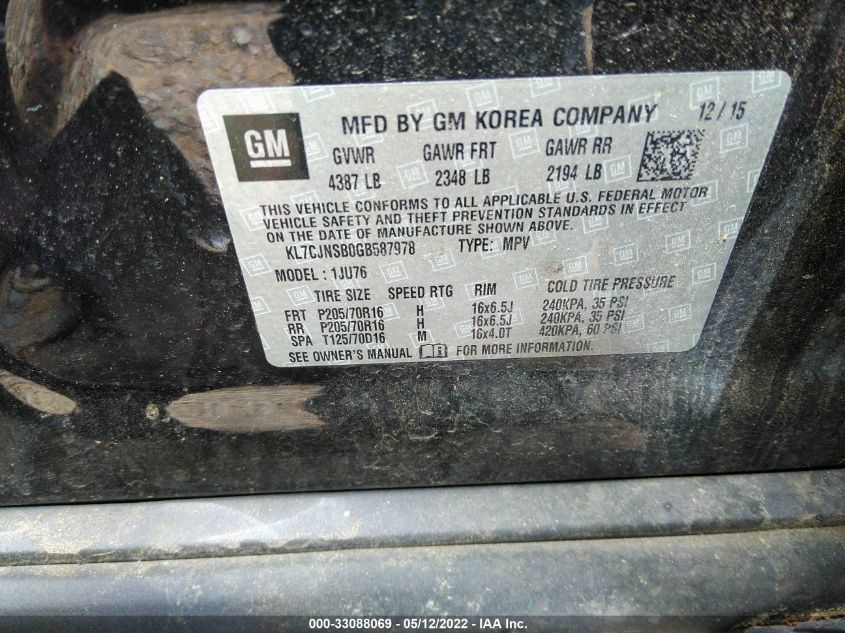 GM
MFD BY GM KOREA COMPANY 12/15
GVWR GAWR FRT GAWR RR
4387 LB 2348 LB 2194 LB
THIS VEHICLE CONFORMS TO ALL APPLICABLE U.S. FEDERAL MOTOR
VEHICLE SAFETY AND THEFT PREVENTION STANDARDS IN EFFECT
ON THE DATE OF MANUFACTURE SHOWN ABOVE.
KL7CJNSB0GB587978 TYPE: MPV
MODEL : 1JU76
TIRE SIZE SPEED RTG RIM COLD TIRE PRESSURE
FRT P205/70R16 H 16x6.5J 240KPA, 35 PSI
RR P205/70R16 H 16x6.5J 240KPA, 35 PSI
SPA T125/70D16 M 16x4.0T 420KPA, 60 PSI
SEE OWNER'S MANUAL FOR MORE INFORMATION.
000-33088069 - 05/12/2022 - IAA Inc.